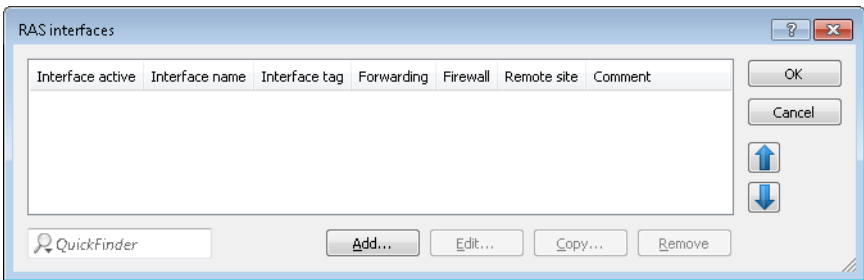 RAS interfaces
Interface active Interface name Interface tag Forwarding Firewall Remote site Comment
OK
Cancel
QuickFinder
Add...
Edit...
Copy...
Remove